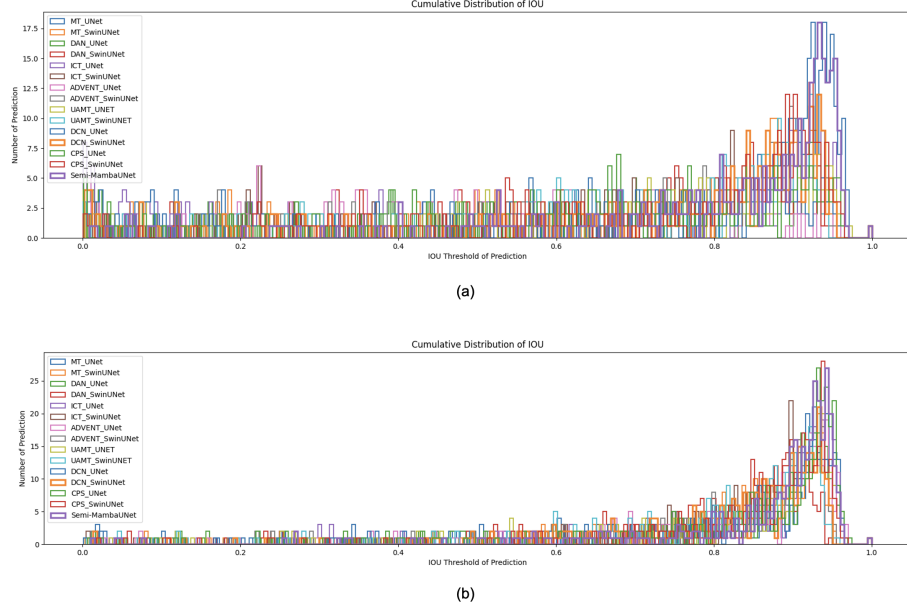 Cumulative Distribution of IOU
Number of Prediction
17.5
15.0
12.5
10.0
7.5
5.0
2.5
0.0
MT_UNet
MT_SwinUNet
DAN_UNet
DAN_SwinUNet
ICT_UNet
ICT_SwinUNet
ADVENT_UNet
ADVENT_SwinUNet
UAMT_UNET
UAMT_SwinUNET
DCN_UNet
DCN_SwinUNet
CPS_UNet
CPS_SwinUNet
Semi-MambaUNet
0.0 0.2 0.4 0.6 0.8 1.0
IOU Threshold of Prediction
(a)
Cumulative Distribution of IOU
Number of Prediction
25
20
15
10
5
0
MT_UNet
MT_SwinUNet
DAN_UNet
DAN_SwinUNet
ICT_UNet
ICT_SwinUNet
ADVENT_UNet
ADVENT_SwinUNet
UAMT_UNET
UAMT_SwinUNET
DCN_UNet
DCN_SwinUNet
CPS_UNet
CPS_SwinUNet
Semi-MambaUNet
0.0 0.2 0.4 0.6 0.8 1.0
IOU Threshold of Prediction
(b)